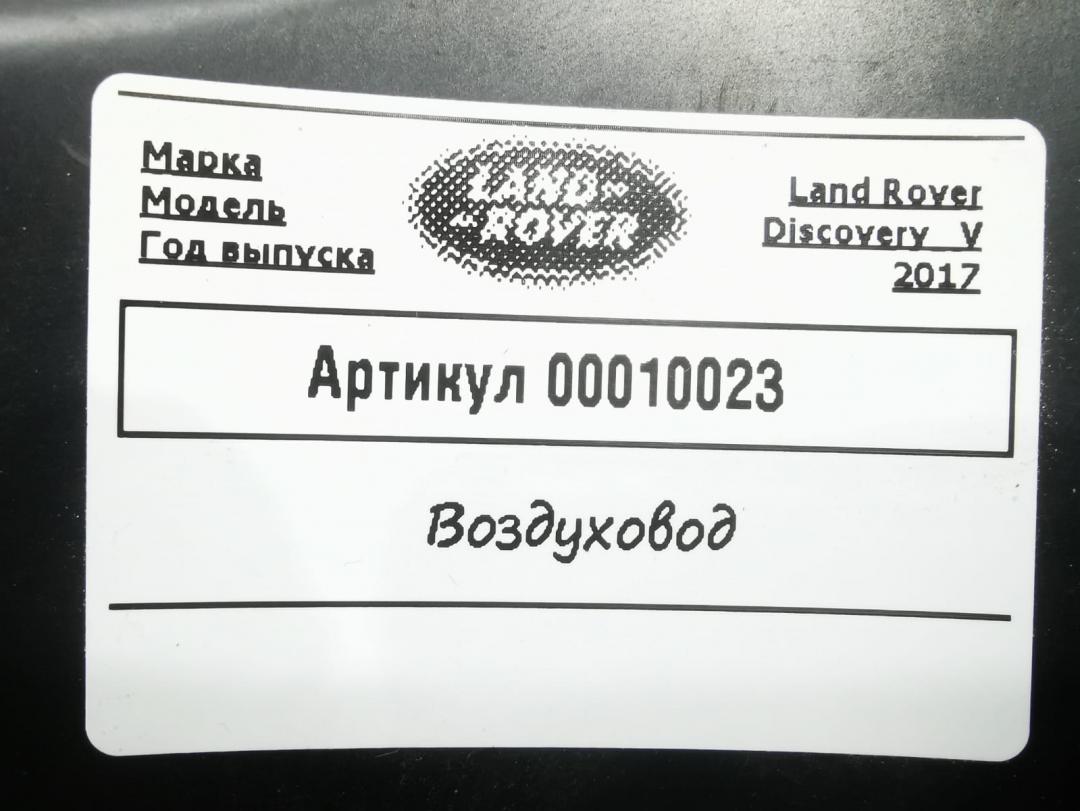 Марка
Модель
Год выпуска
LAND-
-ROVER
Land Rover
Discovery V
2017
Артикул 00010023
Воздуховод